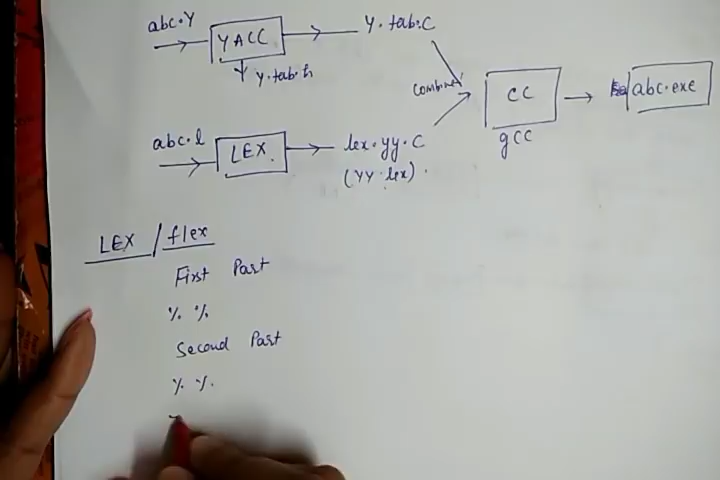 abc.Y
YACC
y.tab.c
y.tab.h
combined
CC
abc.exe
gcc
abc.l
LEX.
lex.yy.c
(YY lex).
LEX / flex
First Part
%%
Second Part
%%